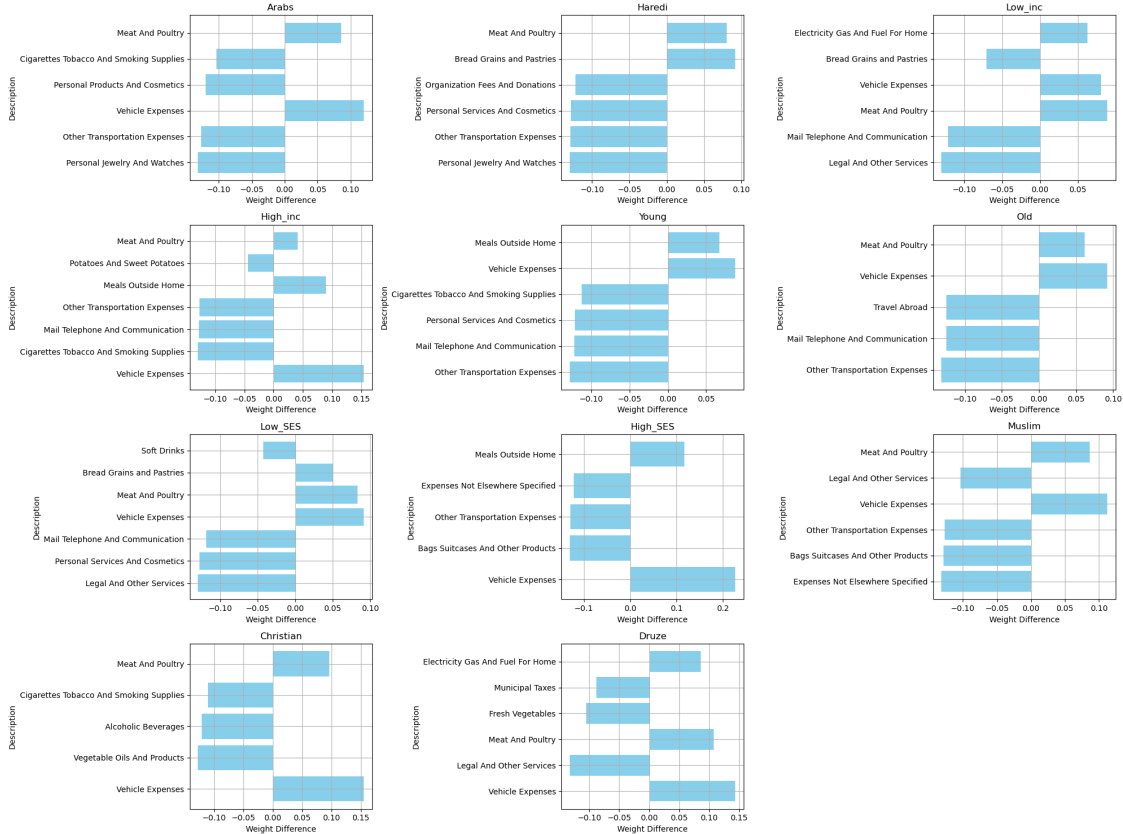 Arabs
Description
Meat And Poultry
Cigarettes Tobacco And Smoking Supplies
Personal Products And Cosmetics
Vehicle Expenses
Other Transportation Expenses
Personal Jewelry And Watches
−0.10 −0.05 0.00 0.05 0.10
Weight Difference
Haredi
Description
Meat And Poultry
Bread Grains and Pastries
Organization Fees And Donations
Personal Services And Cosmetics
Other Transportation Expenses
Personal Jewelry And Watches
−0.10 −0.05 0.00 0.05 0.10
Weight Difference
Low_inc
Description
Electricity Gas And Fuel For Home
Bread Grains and Pastries
Vehicle Expenses
Meat And Poultry
Mail Telephone And Communication
Legal And Other Services
−0.10 −0.05 0.00 0.05
Weight Difference
High_inc
Description
Meat And Poultry
Potatoes And Sweet Potatoes
Meals Outside Home
Other Transportation Expenses
Mail Telephone And Communication
Cigarettes Tobacco And Smoking Supplies
Vehicle Expenses
−0.10 −0.05 0.00 0.05 0.10 0.15
Weight Difference
Young
Description
Meals Outside Home
Vehicle Expenses
Cigarettes Tobacco And Smoking Supplies
Personal Services And Cosmetics
Mail Telephone And Communication
Other Transportation Expenses
−0.10 −0.05 0.00 0.05
Weight Difference
Old
Description
Meat And Poultry
Vehicle Expenses
Travel Abroad
Mail Telephone And Communication
Other Transportation Expenses
−0.10 −0.05 0.00 0.05 0.10
Weight Difference
Low_SES
Description
Soft Drinks
Bread Grains and Pastries
Meat And Poultry
Vehicle Expenses
Mail Telephone And Communication
Personal Services And Cosmetics
Legal And Other Services
−0.10 −0.05 0.00 0.05 0.10
Weight Difference
High_SES
Description
Meals Outside Home
Expenses Not Elsewhere Specified
Other Transportation Expenses
Bags Suitcases And Other Products
Vehicle Expenses
−0.1 0.0 0.1 0.2
Weight Difference
Muslim
Description
Meat And Poultry
Legal And Other Services
Vehicle Expenses
Other Transportation Expenses
Bags Suitcases And Other Products
Expenses Not Elsewhere Specified
−0.10 −0.05 0.00 0.05 0.10
Weight Difference
Christian
Description
Meat And Poultry
Cigarettes Tobacco And Smoking Supplies
Alcoholic Beverages
Vegetable Oils And Products
Vehicle Expenses
−0.10 −0.05 0.00 0.05 0.10 0.15
Weight Difference
Druze
Description
Electricity Gas And Fuel For Home
Municipal Taxes
Fresh Vegetables
Meat And Poultry
Legal And Other Services
Vehicle Expenses
−0.10 −0.05 0.00 0.05 0.10 0.15
Weight Difference